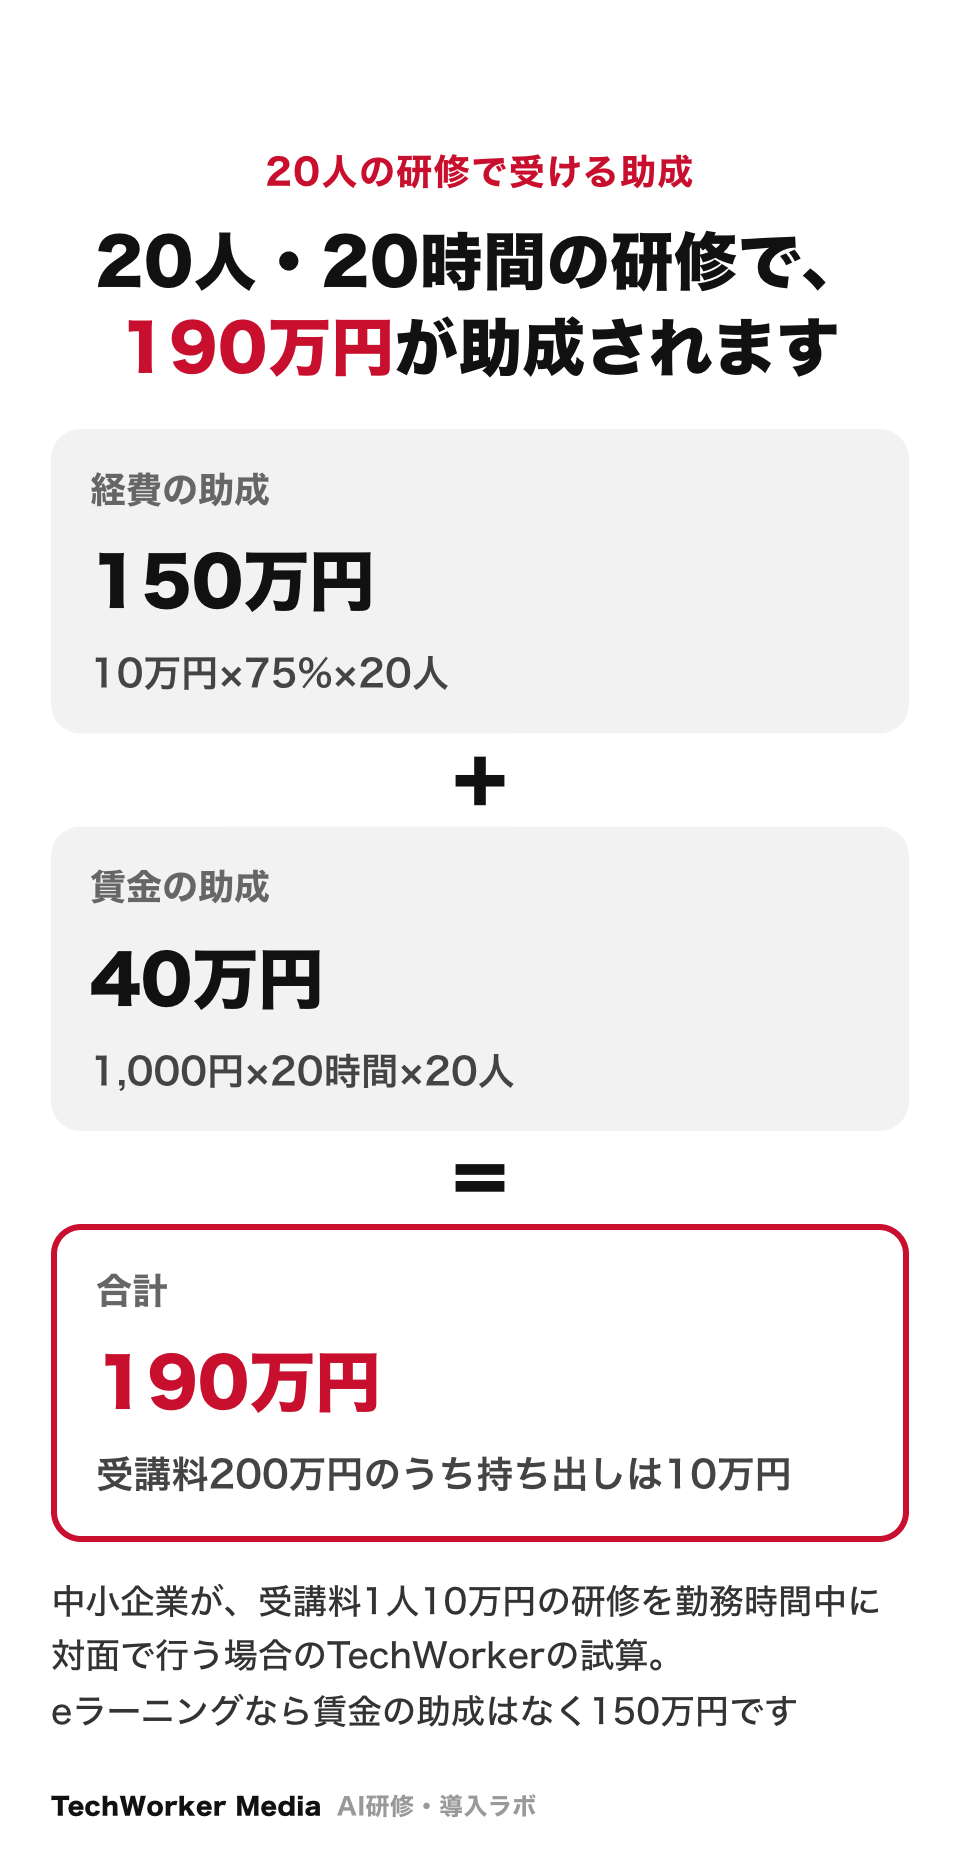 20人の研修で受ける助成
20人・20時間の研修で、
190万円が助成されます
経費の助成
150万円
10万円×75%×20人
+
賃金の助成
40万円
1,000円×20時間×20人
=
合計
190万円
受講料200万円のうち持ち出しは10万円
中小企業が、受講料1人10万円の研修を勤務時間中に
対面で行う場合のTechWorkerの試算。
eラーニングなら賃金の助成はなく150万円です
TechWorker Media AI研修・導入ラボ